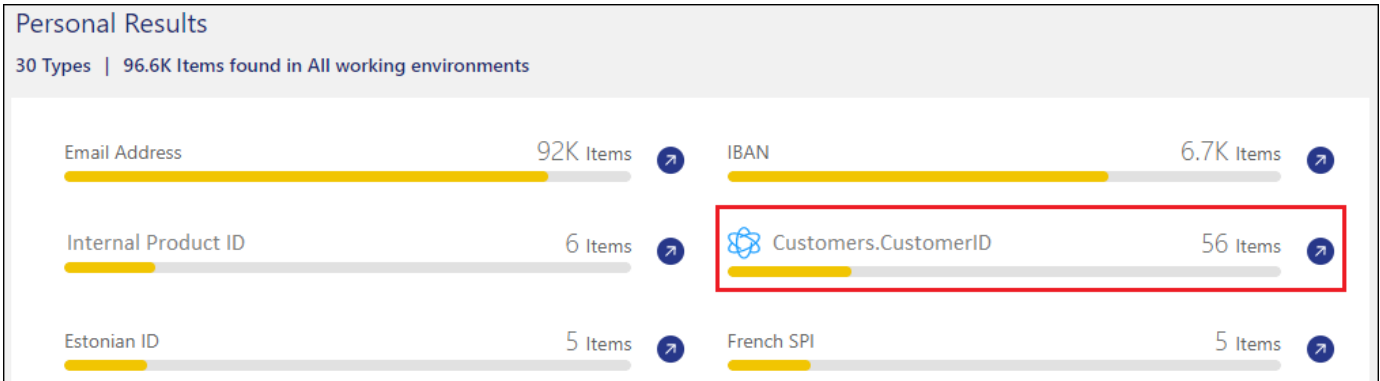 Personal Results
30 Types | 96.6K Items found in All working environments
Email Address 92K Items
IBAN 6.7K Items
Internal Product ID 6 Items
Customers.CustomerID 56 Items
Estonian ID 5 Items
French SPI 5 Items